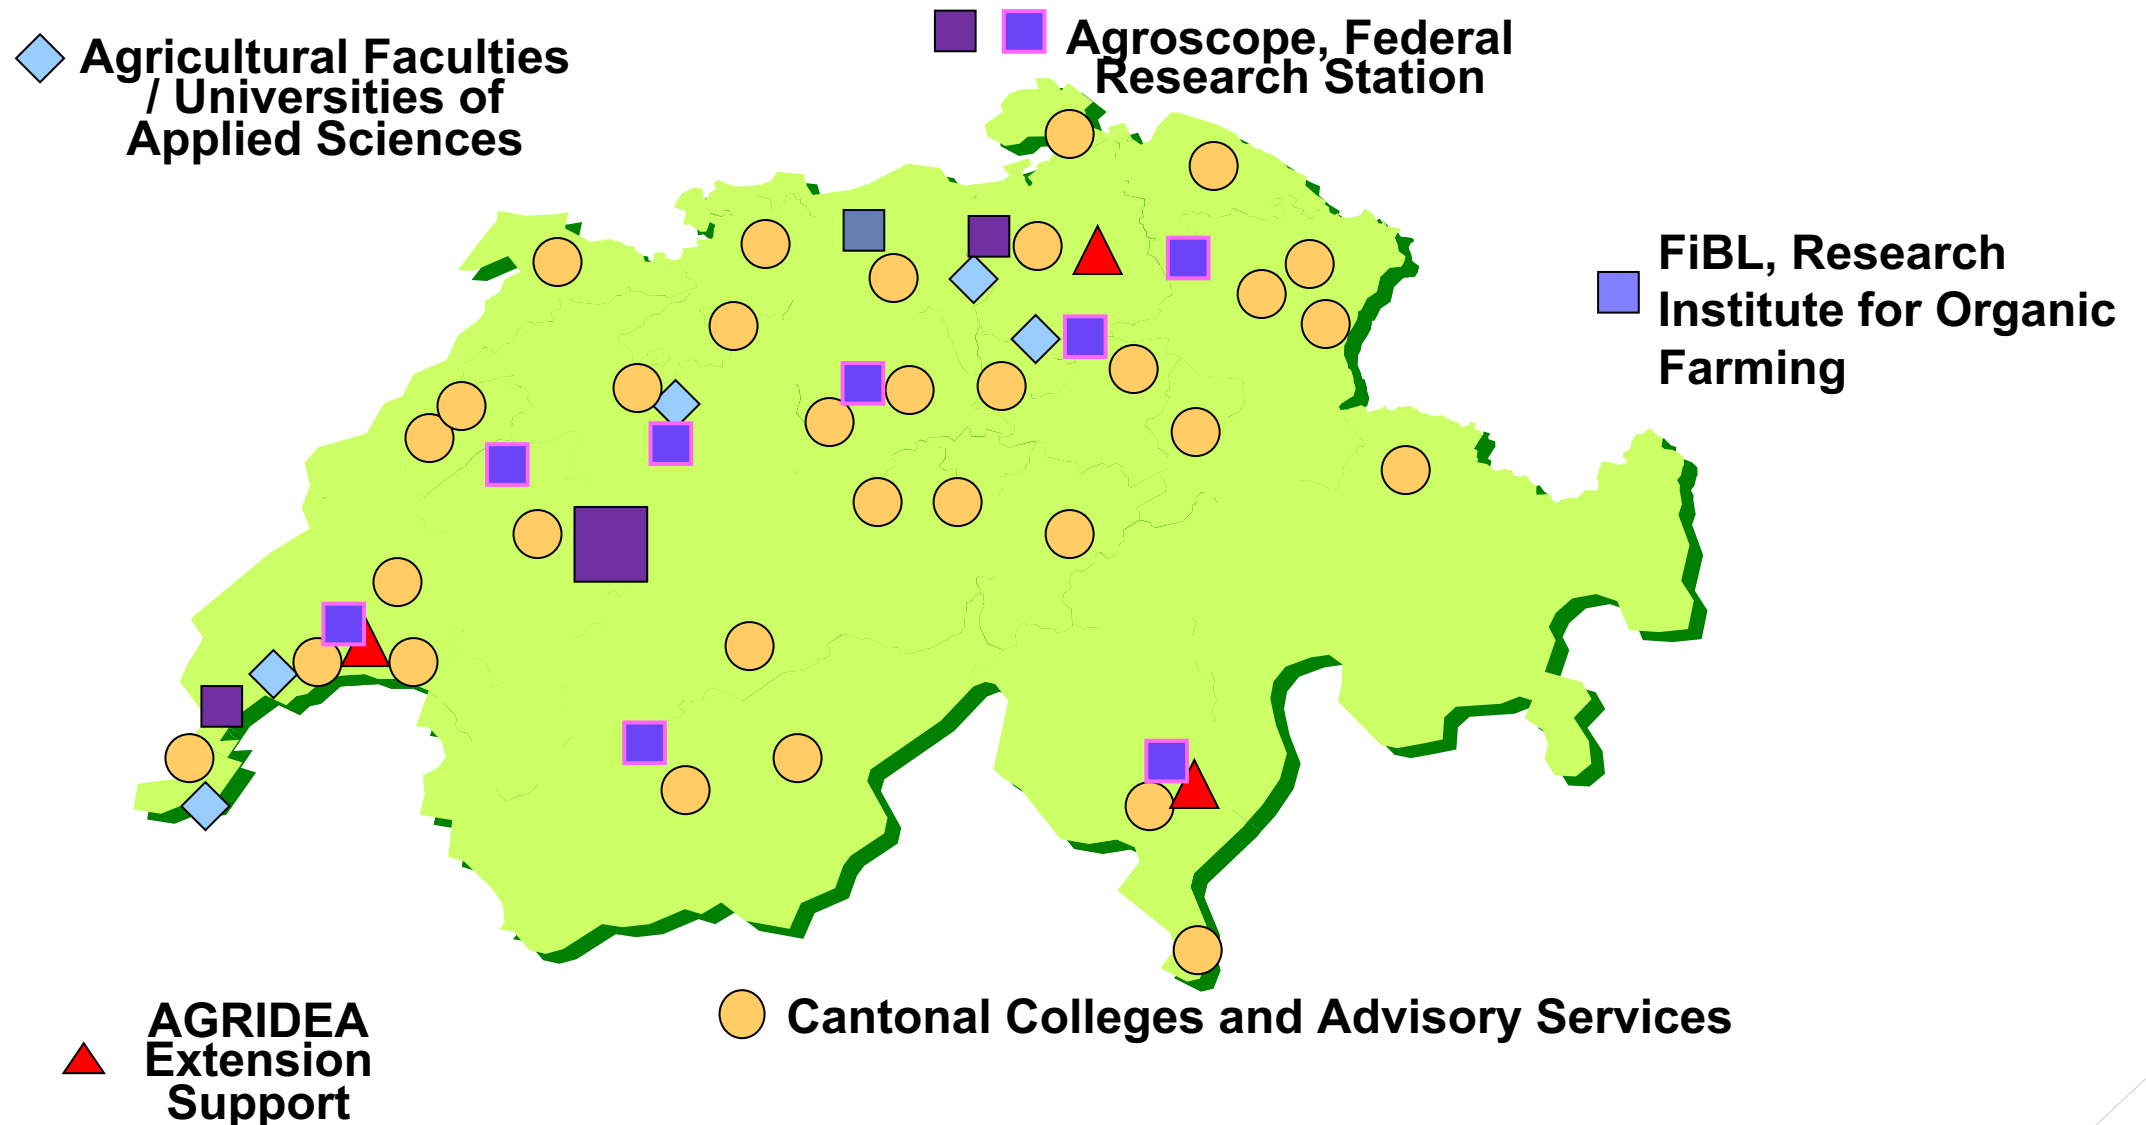 Agricultural Faculties
/ Universities of
Applied Sciences
Agroscope, Federal
Research Station
FiBL, Research
Institute for Organic
Farming
AGRIDEA
Extension
Support
Cantonal Colleges and Advisory Services